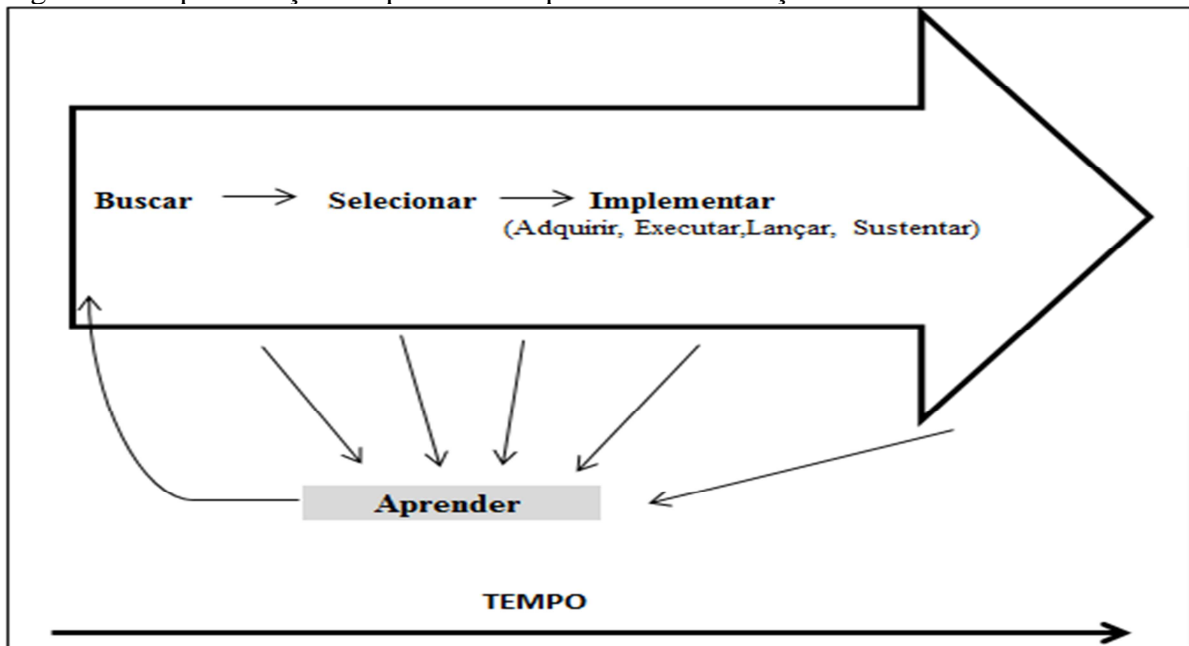 Buscar Selecionar Implementar
(Adquirir, Executar,Lançar, Sustentar)
Aprender
TEMPO